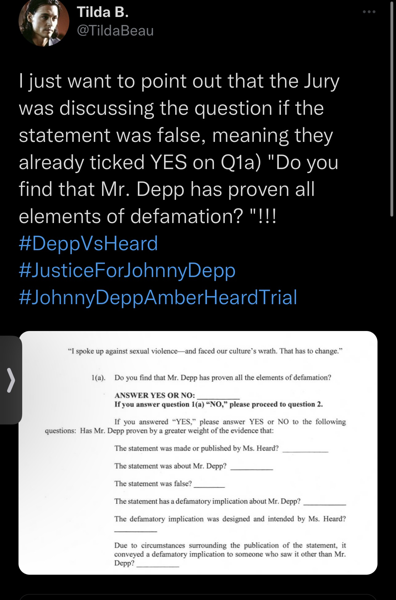 Tilda B.
@TildaBeau
I just want to point out that the Jury
was discussing the question if the
statement was false, meaning they
already ticked YES on Q1a) "Do you
find that Mr. Depp has proven all
elements of defamation? "!!!
#DeppVsHeard
#JusticeForJohnnyDepp
#JohnnyDeppAmberHeardTrial
“I spoke up against sexual violence—and faced our culture’s wrath. That has to change.”
1(a). Do you find that Mr. Depp has proven all the elements of defamation?
ANSWER YES OR NO: ________
If you answer question 1(a) “NO,” please proceed to question 2.
If you answered “YES,” please answer YES or NO to the following
questions: Has Mr. Depp proven by a greater weight of the evidence that:
The statement was made or published by Ms. Heard? ________
The statement was about Mr. Depp? ________
The statement was false? ________
The statement has a defamatory implication about Mr. Depp? ________
The defamatory implication was designed and intended by Ms. Heard?
________
Due to circumstances surrounding the publication of the statement, it
conveyed a defamatory implication to someone who saw it other than Mr.
Depp? ________